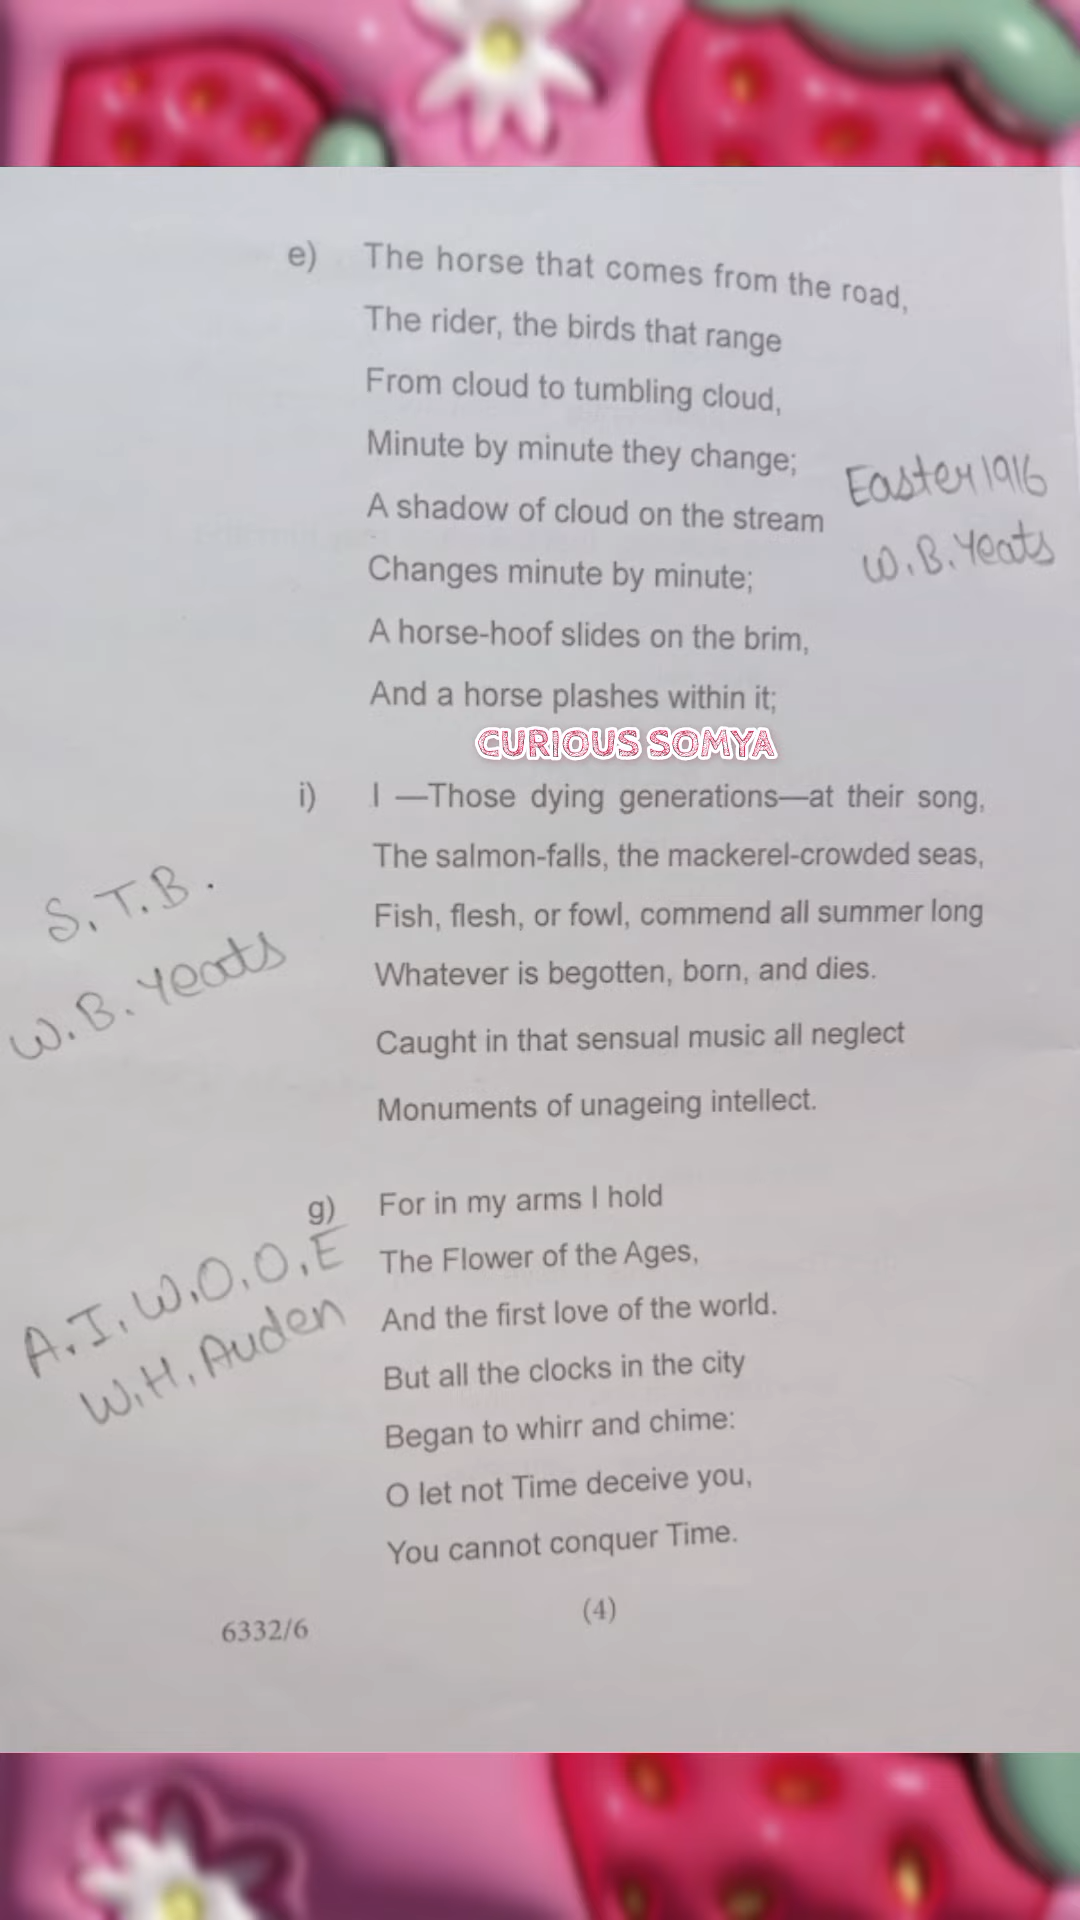 e) The horse that comes from the road,
The rider, the birds that range
From cloud to tumbling cloud,
Minute by minute they change;
A shadow of cloud on the stream
Changes minute by minute;
A horse-hoof slides on the brim,
And a horse plashes within it;
Easter 1916
W.B. Yeats
CURIOUS SOMYA
i) I —Those dying generations—at their song,
The salmon-falls, the mackerel-crowded seas,
Fish, flesh, or fowl, commend all summer long
Whatever is begotten, born, and dies.
Caught in that sensual music all neglect
Monuments of unageing intellect.
S.T.B.
W.B. Yeats
g) For in my arms I hold
The Flower of the Ages,
And the first love of the world.
But all the clocks in the city
Began to whirr and chime:
O let not Time deceive you,
You cannot conquer Time.
A.I.W.O.O.E
W.H. Auden
(4)
6332/6